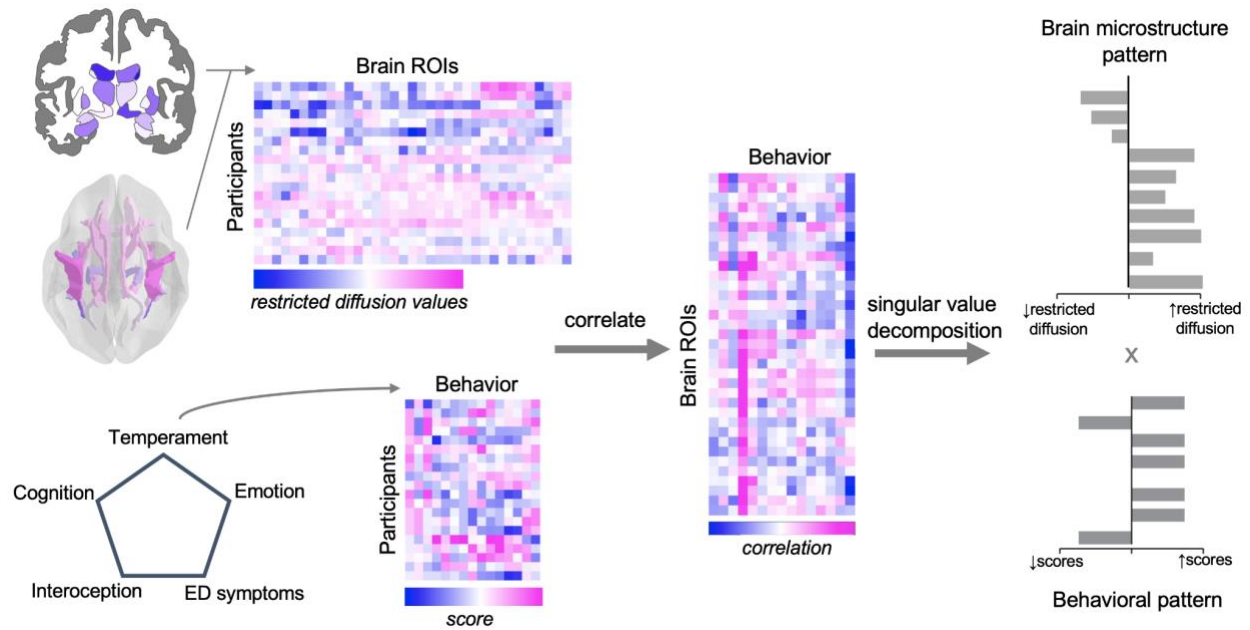 Brain ROIs
Participants
restricted diffusion values
Temperament
Cognition
Emotion
Interoception
ED symptoms
Behavior
Participants
score
correlate
Behavior
Brain ROIs
correlation
singular value
decomposition
Brain microstructure
pattern
↓restricted
diffusion
↑restricted
diffusion
X
↓scores
↑scores
Behavioral pattern